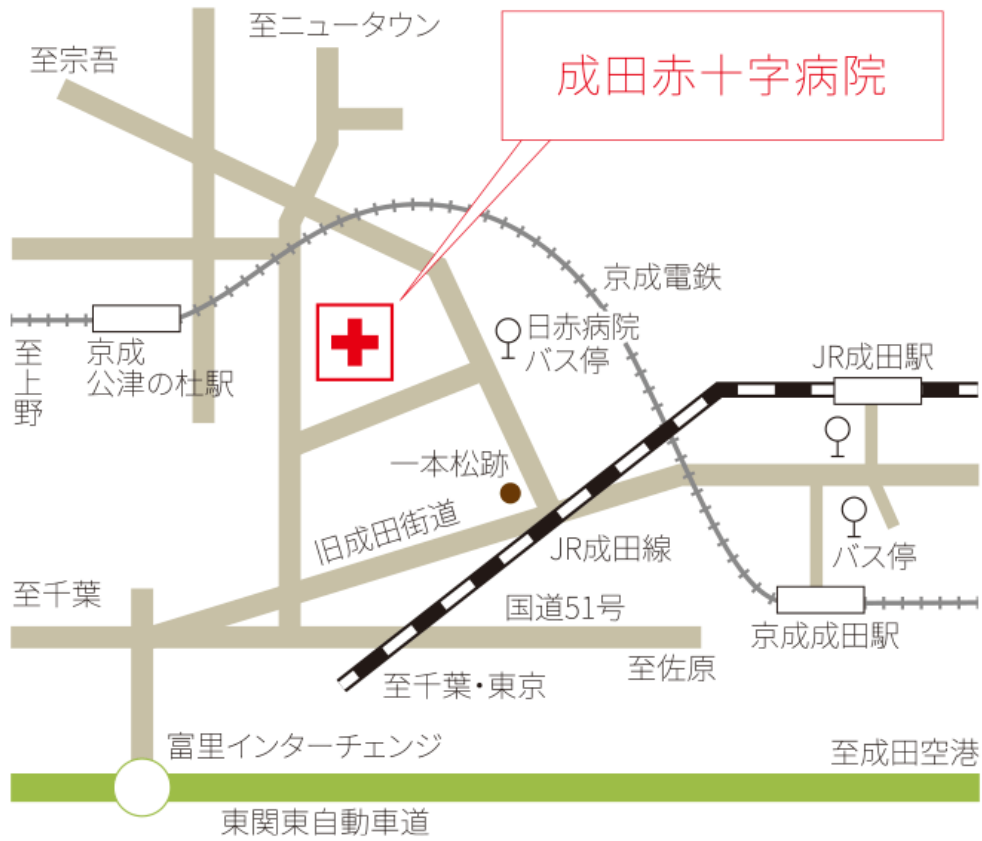 至ニュータウン
至宗吾
成田赤十字病院
京成電鉄
日赤病院
バス停
JR成田駅
至上野
京成
公津の杜駅
一本松跡
旧成田街道
JR成田線
バス停
至千葉
国道51号
京成成田駅
至佐原
至千葉・東京
富里インターチェンジ
至成田空港
東関東自動車道